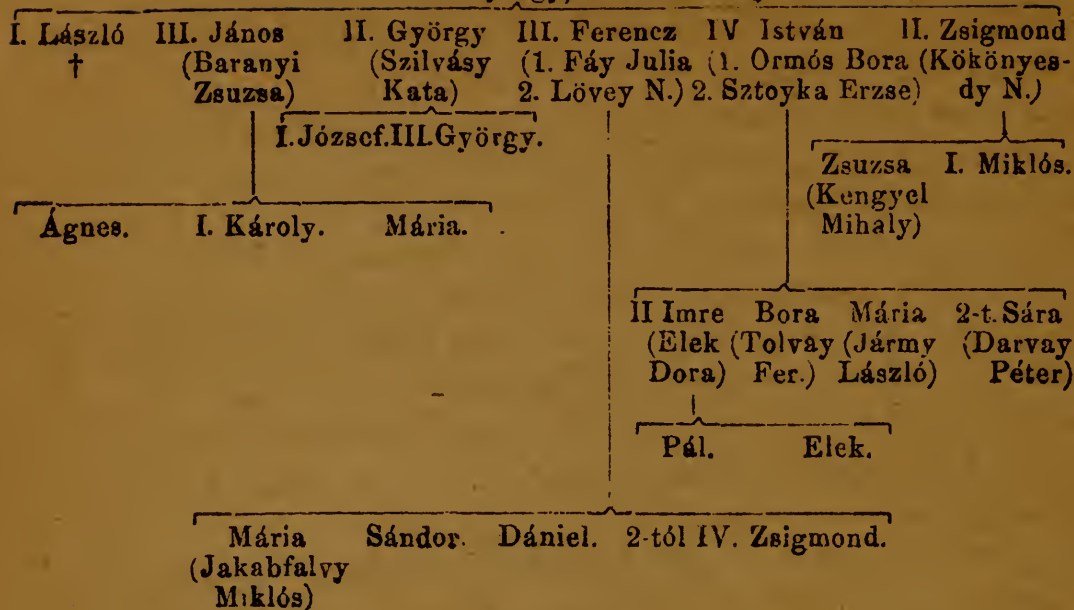 I. László III. János II. György III. Ferencz IV István II. Zsigmond
† (Baranyi (Szilvásy (1. Fáy Julia (1. Ormós Bora (Kökönyes-
Zsuzsa) Kata) 2. Lövey N.) 2. Sztoyka Erzse) dy N.)
I. József. III. György.
Zsuzsa I. Miklós.
(Kengyel
Mihaly)
Ágnes. I. Károly. Mária.
II Imre Bora Mária 2-t. Sára
(Elek (Tolvay (Jármy (Darvay
Dora) Fer.) László) Péter)
Pál. Elek.
Mária Sándor. Dániel. 2-tól IV. Zsigmond.
(Jakabfalvy
Miklós)